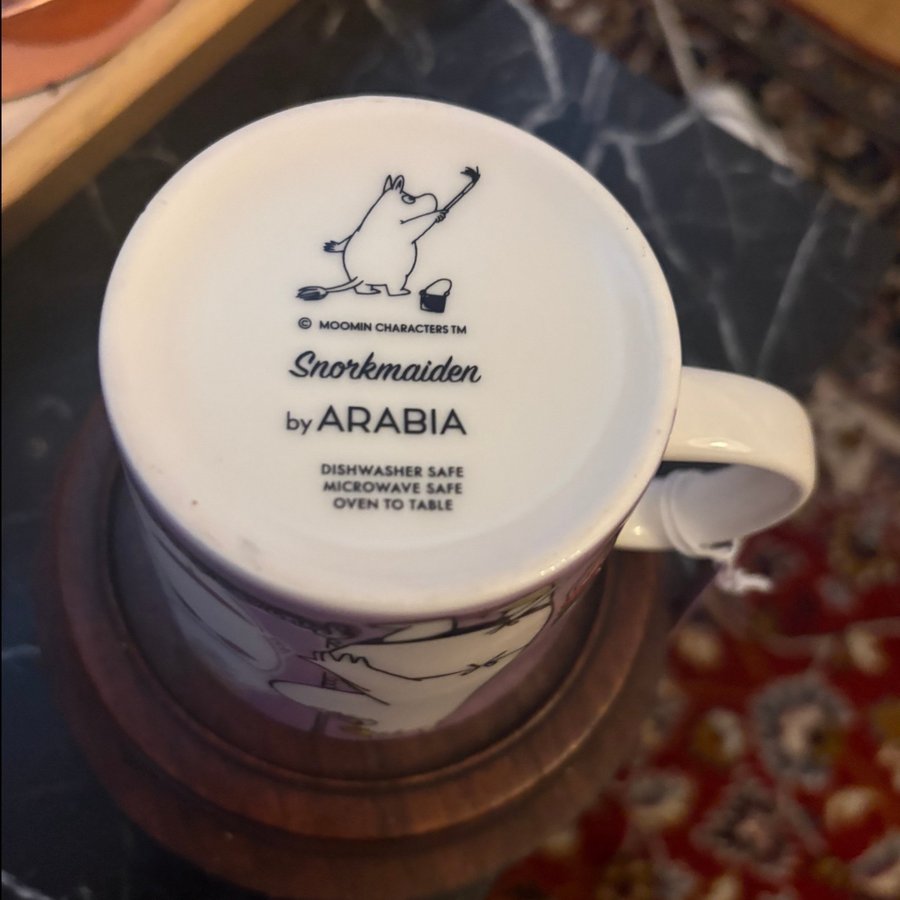 © MOOMIN CHARACTERS TM
Snorkmaiden
by ARABIA
DISHWASHER SAFE
MICROWAVE SAFE
OVEN TO TABLE